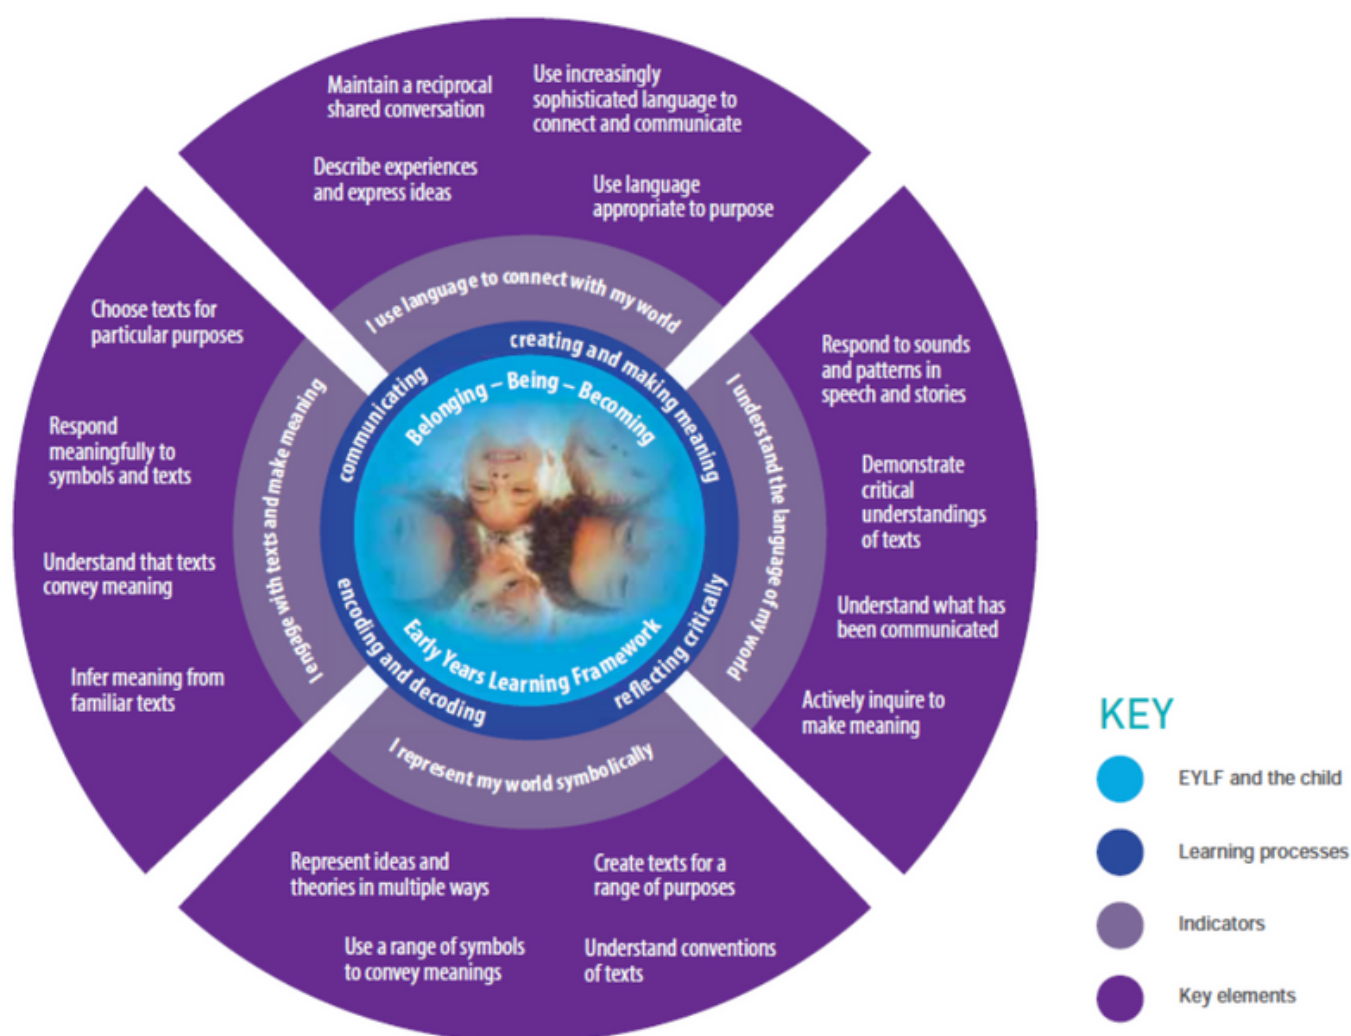 Maintain a reciprocal
shared conversation
Use increasingly
sophisticated language to
connect and communicate
Describe experiences
and express ideas
Use language
appropriate to purpose
I use language to connect with my world
Choose texts for
particular purposes
Respond
meaningfully to
symbols and texts
Understand that texts
convey meaning
Infer meaning from
familiar texts
I engage with texts and make meaning
communicating
creating and making meaning
Belonging – Being – Becoming
Early Years Learning Framework
encoding and decoding
reflecting critically
I understand the language of my world
Respond to sounds
and patterns in
speech and stories
Demonstrate
critical
understandings
of texts
Understand what has
been communicated
Actively inquire to
make meaning
I represent my world symbolically
Represent ideas and
theories in multiple ways
Create texts for a
range of purposes
Use a range of symbols
to convey meanings
Understand conventions
of texts
KEY
EYLF and the child
Learning processes
Indicators
Key elements